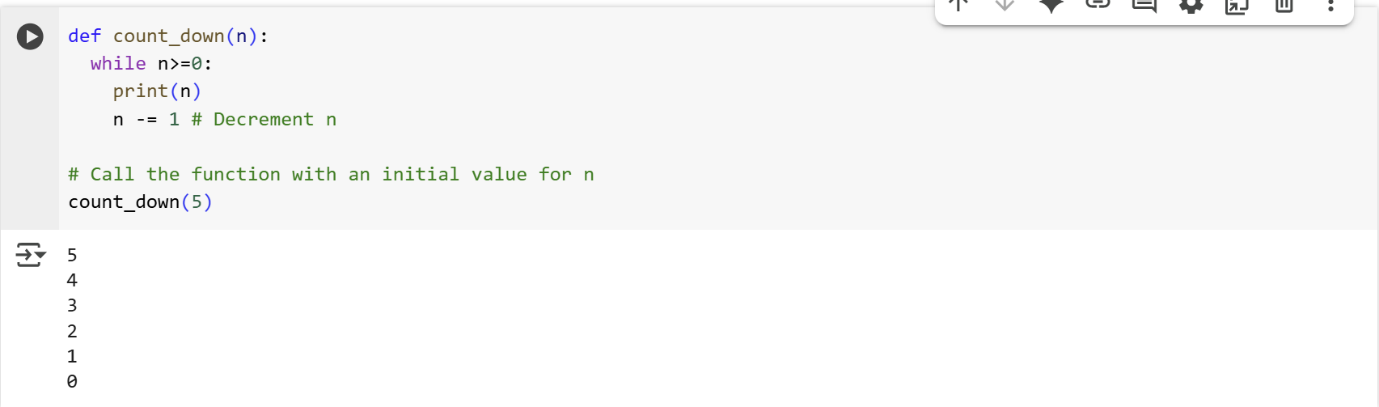 def count_down(n):
  while n>=0:
    print(n)
    n -= 1 # Decrement n

# Call the function with an initial value for n
count_down(5)
5
4
3
2
1
0